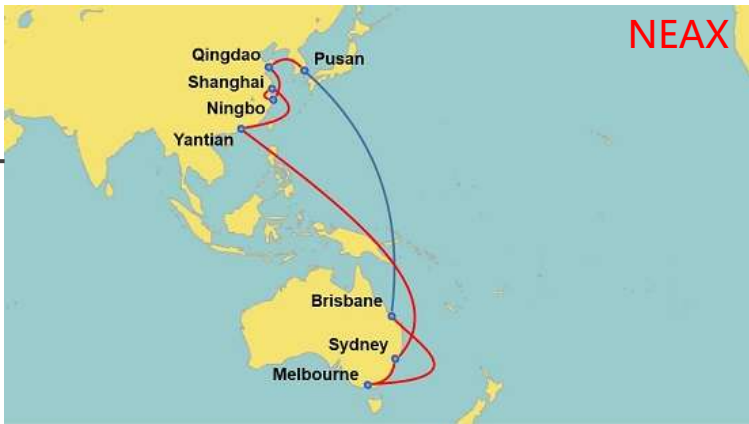 NEAX
Qingdao
Pusan
Shanghai
Ningbo
Yantian
Brisbane
Sydney
Melbourne